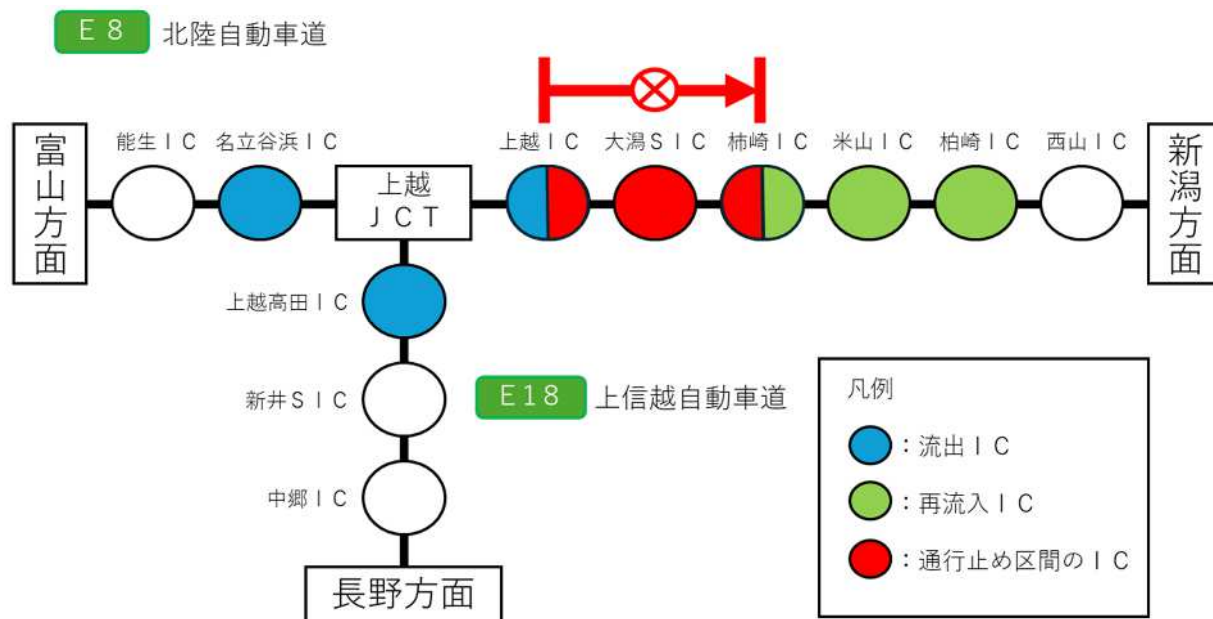 E8 北陸自動車道
能生IC
名立谷浜IC
上越IC
大潟SIC
柿崎IC
米山IC
柏崎IC
西山IC
富山方面
上越
JCT
新潟方面
上越高田IC
新井SIC
E18 上信越自動車道
中郷IC
長野方面
凡例
:流出IC
:再流入IC
:通行止め区間のIC